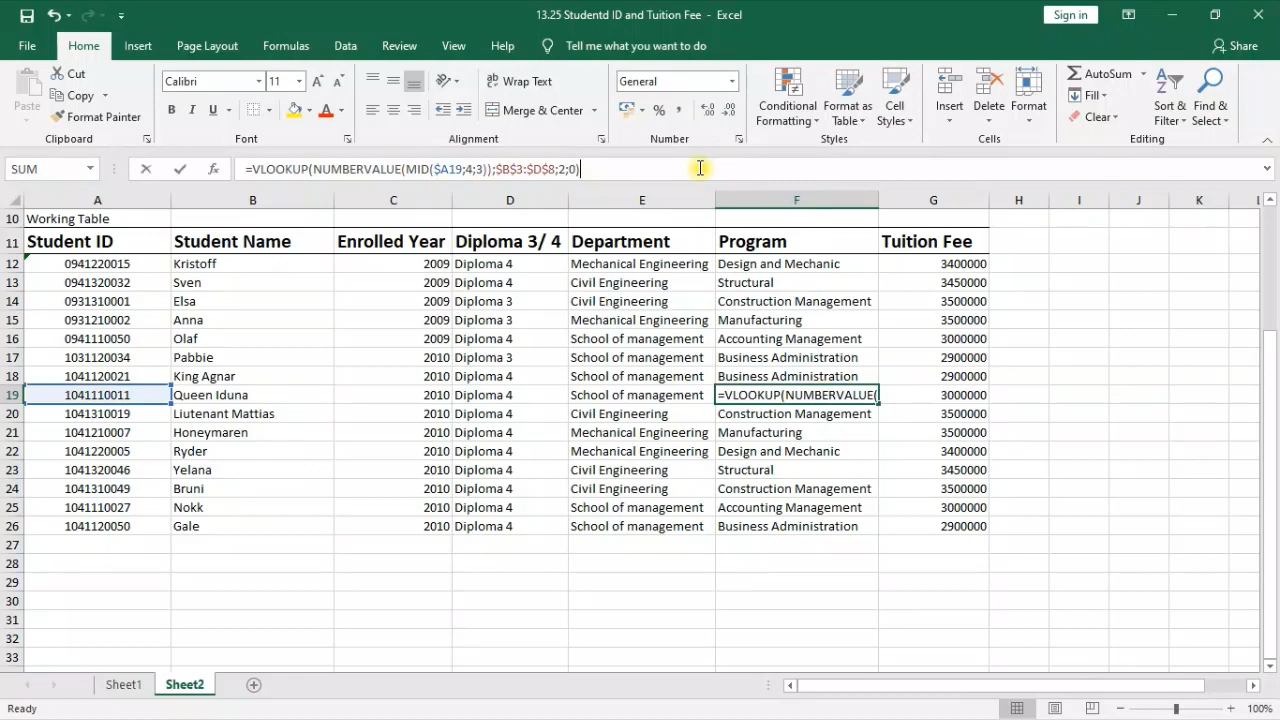 13.25 Studentd ID and Tuition Fee - Excel
Sign in
File Home Insert Page Layout Formulas Data Review View Help Tell me what you want to do Share
Paste
Cut
Copy
Format Painter
Clipboard
Calibri 11
B I U
Font
Wrap Text
Merge & Center
Alignment
General
%
Number
Conditional Formatting
Format as Table
Cell Styles
Styles
Insert
Delete
Format
Cells
AutoSum
Fill
Clear
Sort & Filter
Find & Select
Editing
SUM fx =VLOOKUP(NUMBERVALUE(MID($A19;4;3));$B$3:$D$8;2;0)
A B C D E F G H I J K L
10 Working Table
11 Student ID Student Name Enrolled Year Diploma 3/ 4 Department Program Tuition Fee
12 0941220015 Kristoff 2009 Diploma 4 Mechanical Engineering Design and Mechanic 3400000
13 0941320032 Sven 2009 Diploma 4 Civil Engineering Structural 3450000
14 0931310001 Elsa 2009 Diploma 3 Civil Engineering Construction Management 3500000
15 0931210002 Anna 2009 Diploma 3 Mechanical Engineering Manufacturing 3500000
16 0941110050 Olaf 2009 Diploma 4 School of management Accounting Management 3000000
17 1031120034 Pabbie 2010 Diploma 3 School of management Business Administration 2900000
18 1041120021 King Agnar 2010 Diploma 4 School of management Business Administration 2900000
19 1041110011 Queen Iduna 2010 Diploma 4 School of management =VLOOKUP(NUMBERVALUE( 3000000
20 1041310019 Liutenant Mattias 2010 Diploma 4 Civil Engineering Construction Management 3500000
21 1041210007 Honeymaren 2010 Diploma 4 Mechanical Engineering Manufacturing 3500000
22 1041220005 Ryder 2010 Diploma 4 Mechanical Engineering Design and Mechanic 3400000
23 1041320046 Yelana 2010 Diploma 4 Civil Engineering Structural 3450000
24 1041310049 Bruni 2010 Diploma 4 Civil Engineering Construction Management 3500000
25 1041110027 Nokk 2010 Diploma 4 School of management Accounting Management 3000000
26 1041120050 Gale 2010 Diploma 4 School of management Business Administration 2900000
27
28
29
30
31
32
33
Sheet1 Sheet2
Ready 100%